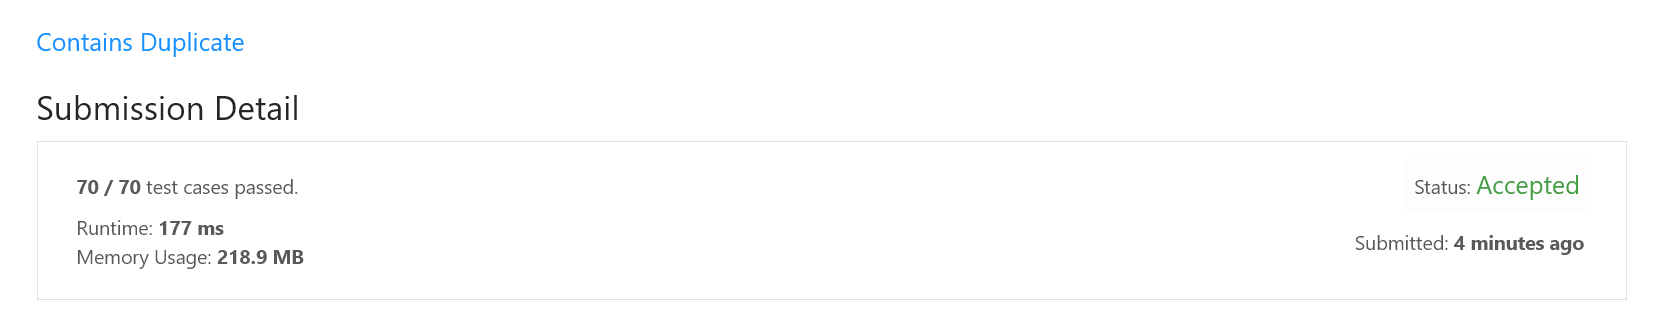 Contains Duplicate
Submission Detail
70 / 70 test cases passed.
Status: Accepted
Runtime: 177 ms
Submitted: 4 minutes ago
Memory Usage: 218.9 MB